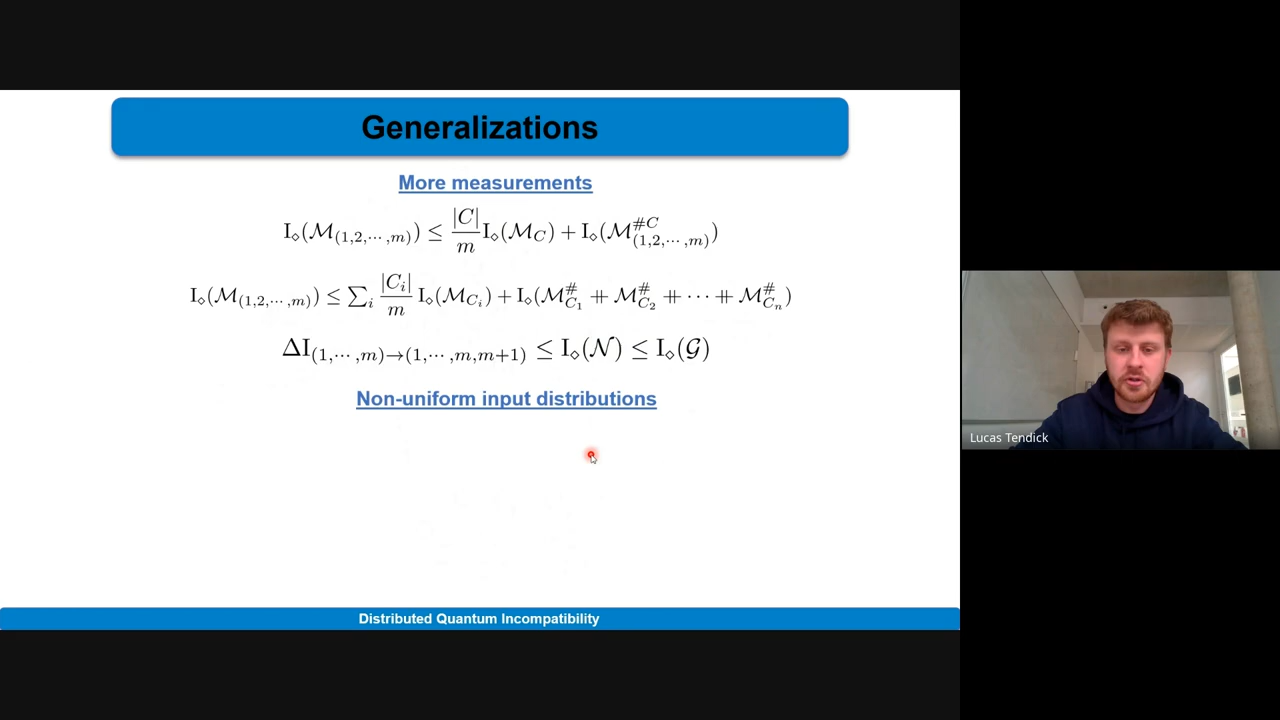 Generalizations
More measurements
I⋄(ℳ(1,2,⋯,m)) ≤ |C|/m I⋄(ℳC) + I⋄(ℳ#C(1,2,⋯,m))
I⋄(ℳ(1,2,⋯,m)) ≤ ∑i |Ci|/m I⋄(ℳCi) + I⋄(ℳ#C1 ++ ℳ#C2 ++ ⋯ ++ ℳ#Cn)
ΔI(1,⋯,m)→(1,⋯,m,m+1) ≤ I⋄(𝒩) ≤ I⋄(𝒢)
Non-uniform input distributions
Lucas Tendick
Distributed Quantum Incompatibility